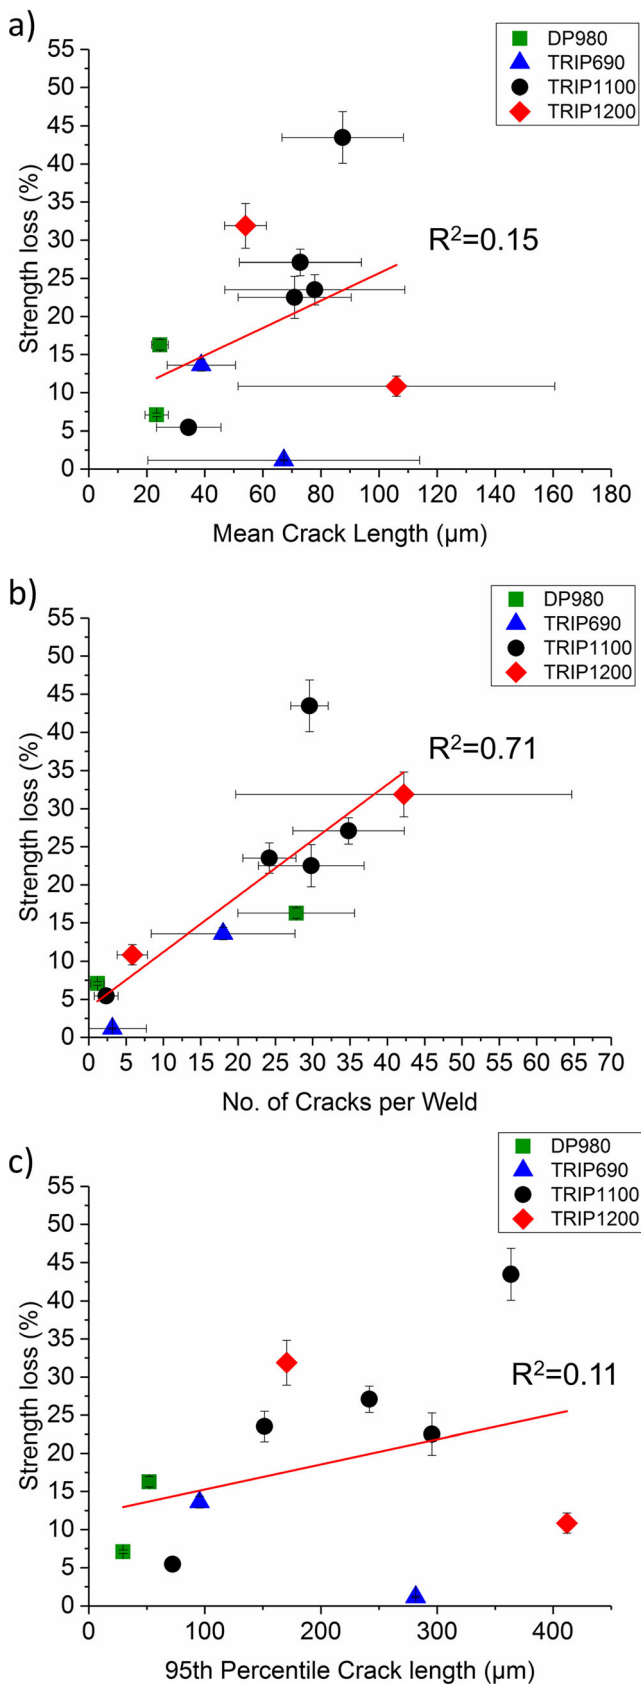 a)
DP980
TRIP690
TRIP1100
TRIP1200
55
50
45
40
35
30
25
20
15
10
5
0
Strength loss (%)
R²=0.15
0 20 40 60 80 100 120 140 160 180
Mean Crack Length (µm)
b)
DP980
TRIP690
TRIP1100
TRIP1200
55
50
45
40
35
30
25
20
15
10
5
0
Strength loss (%)
R²=0.71
0 5 10 15 20 25 30 35 40 45 50 55 60 65 70
No. of Cracks per Weld
c)
DP980
TRIP690
TRIP1100
TRIP1200
55
50
45
40
35
30
25
20
15
10
5
0
Strength loss (%)
R²=0.11
0 100 200 300 400
95th Percentile Crack length (µm)